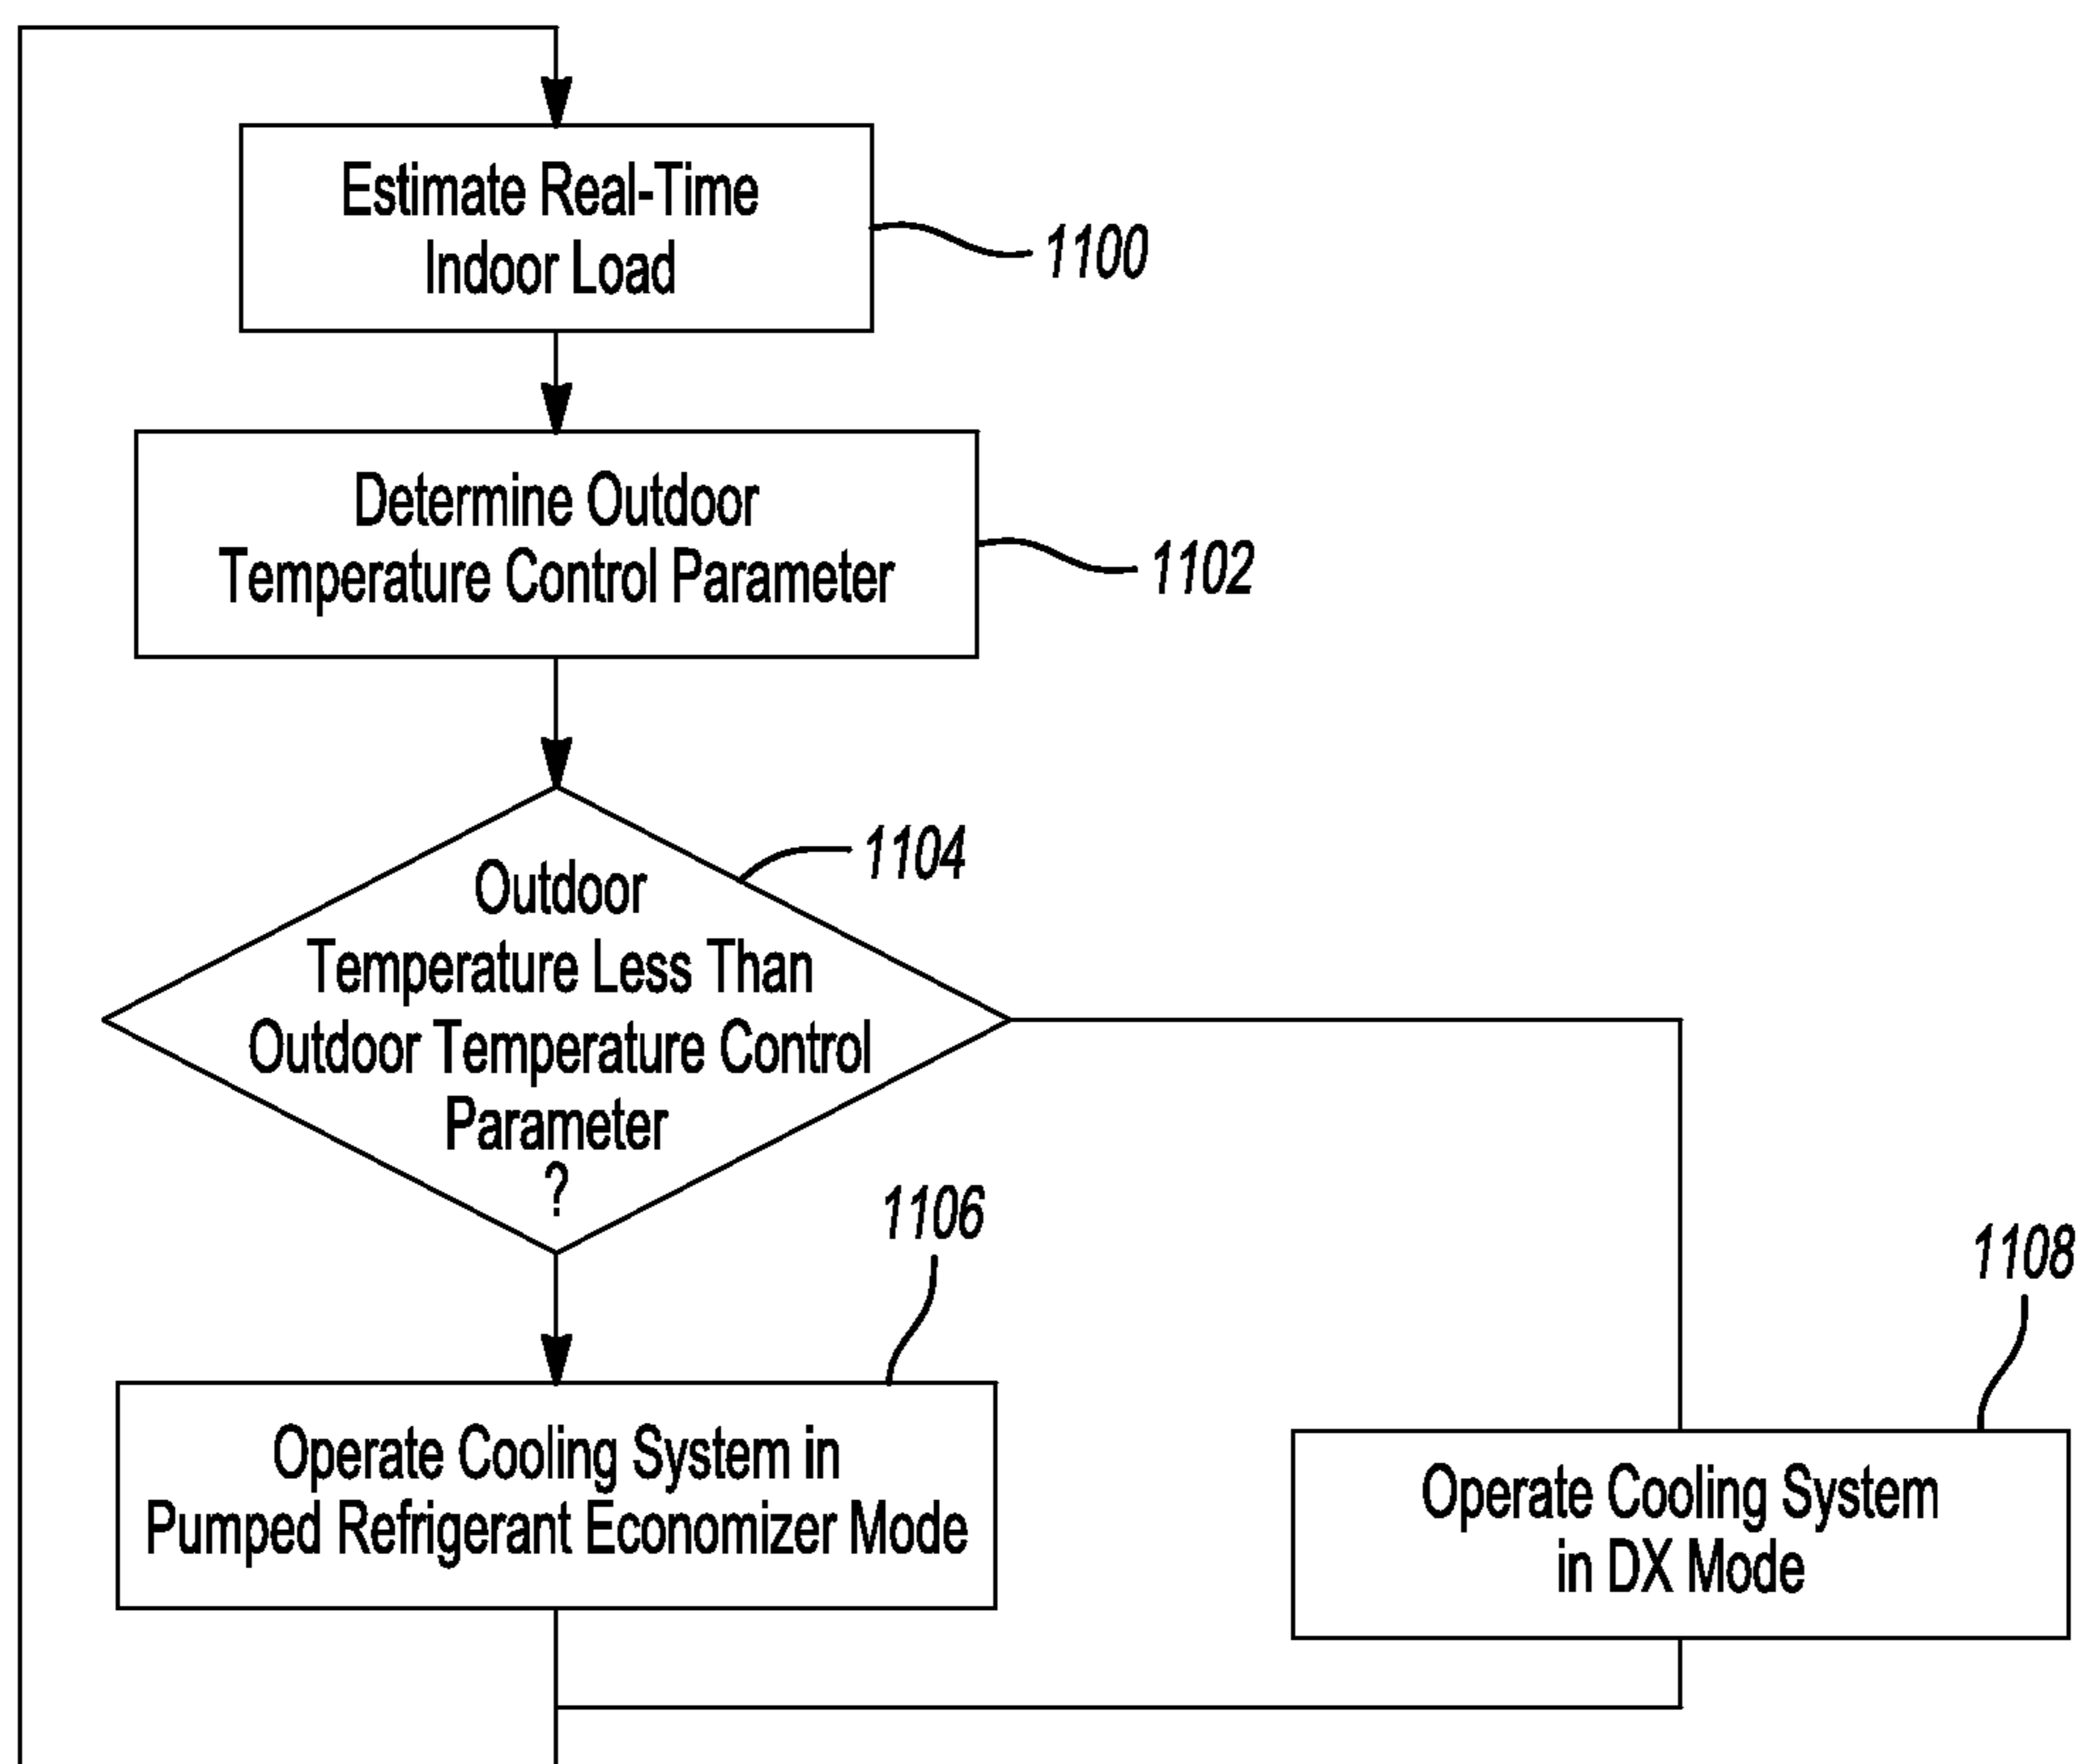 Estimate Real-Time
Indoor Load
1100
Determine Outdoor
Temperature Control Parameter
1102
1104
Outdoor
Temperature Less Than
Outdoor Temperature Control
Parameter
?
1106
Operate Cooling System in
Pumped Refrigerant Economizer Mode
1108
Operate Cooling System
in DX Mode